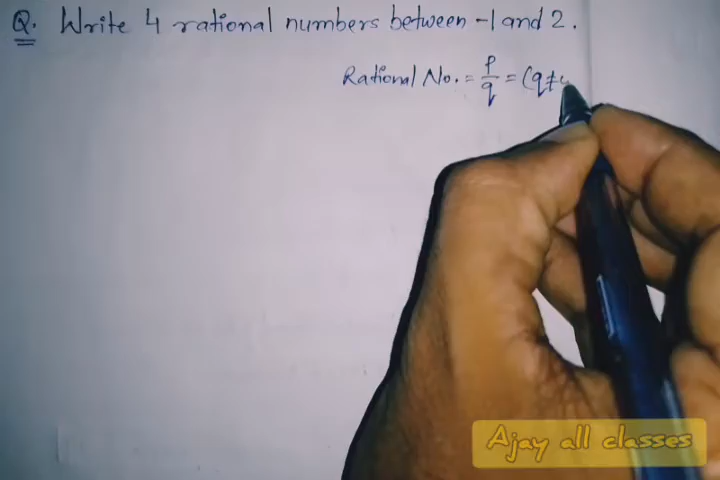 Q. Write 4 rational numbers between -1 and 2.
Rational No. = p/q = (q≠
Ajay all classes